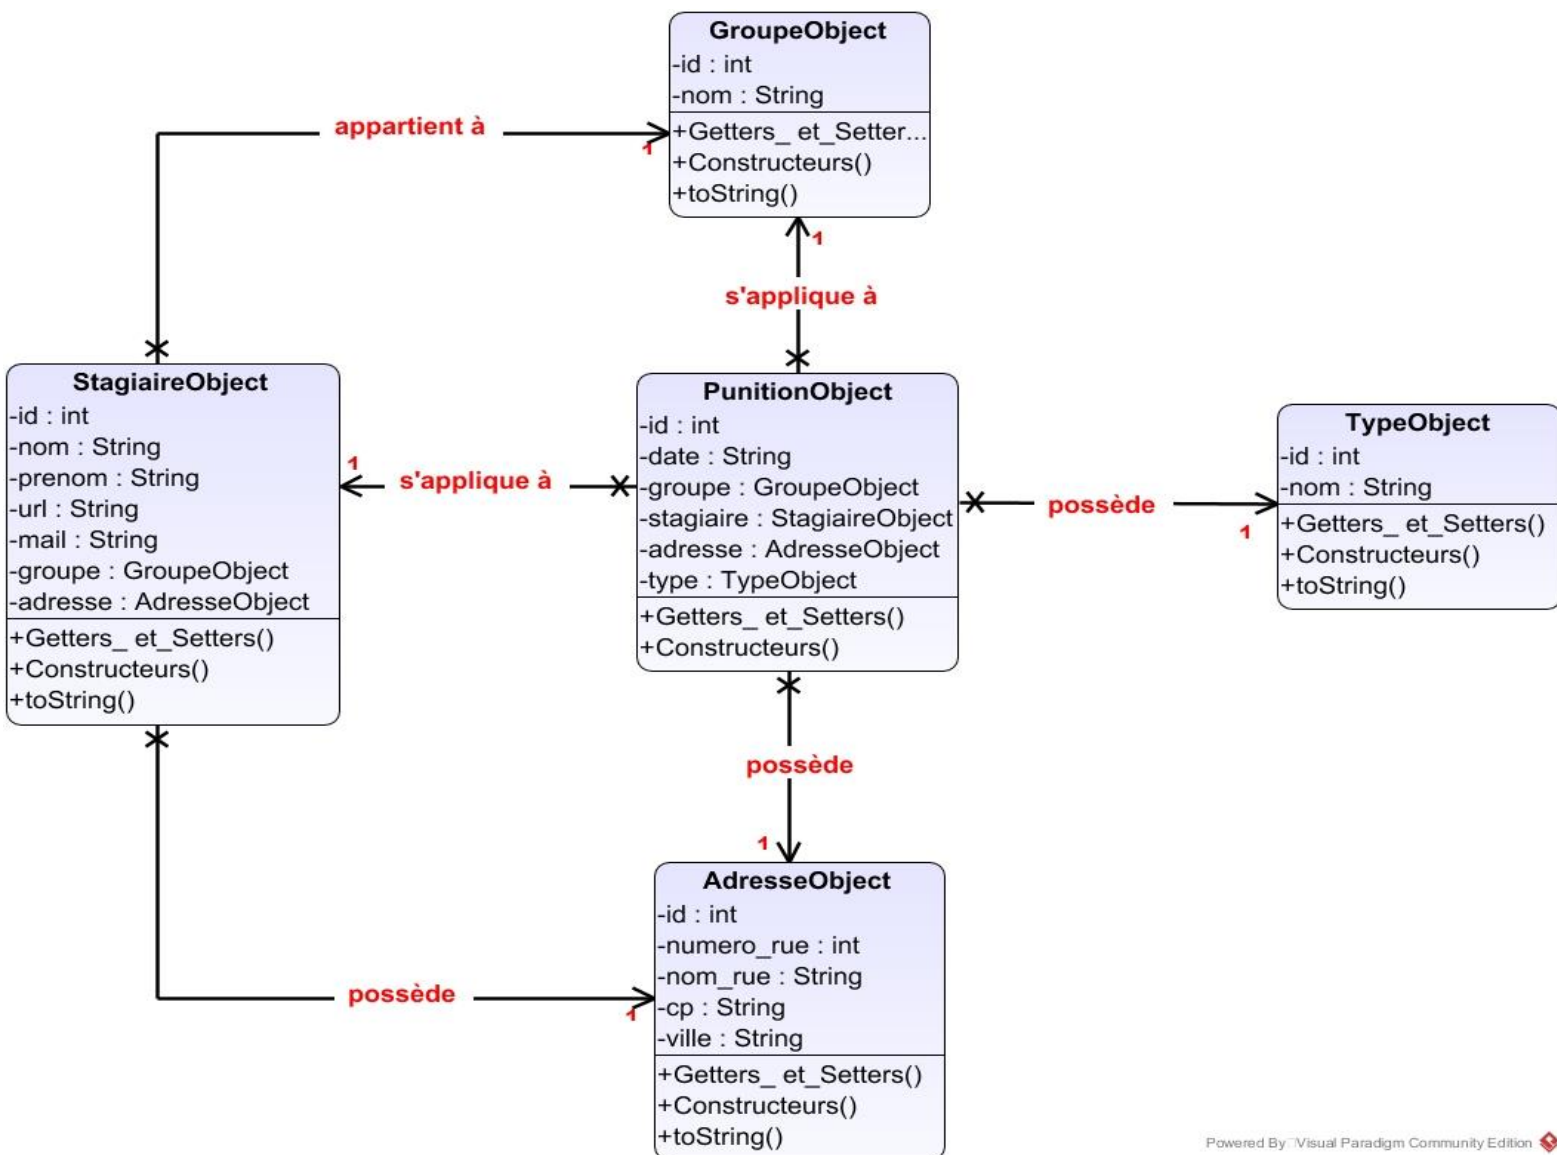 GroupeObject
-id : int
-nom : String
+Getters_ et_Setter...
+Constructeurs()
+toString()
appartient à
1
1
s'applique à
StagiaireObject
-id : int
-nom : String
-prenom : String
-url : String
-mail : String
-groupe : GroupeObject
-adresse : AdresseObject
+Getters_ et_Setters()
+Constructeurs()
+toString()
1
s'applique à
PunitionObject
-id : int
-date : String
-groupe : GroupeObject
-stagiaire : StagiaireObject
-adresse : AdresseObject
-type : TypeObject
+Getters_ et_Setters()
+Constructeurs()
possède
1
TypeObject
-id : int
-nom : String
+Getters_ et_Setters()
+Constructeurs()
+toString()
possède
1
possède
1
AdresseObject
-id : int
-numero_rue : int
-nom_rue : String
-cp : String
-ville : String
+Getters_ et_Setters()
+Constructeurs()
+toString()
Powered By Visual Paradigm Community Edition